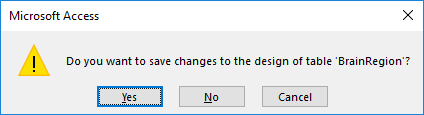 Microsoft Access
Do you want to save changes to the design of table 'BrainRegion'?
Yes No Cancel